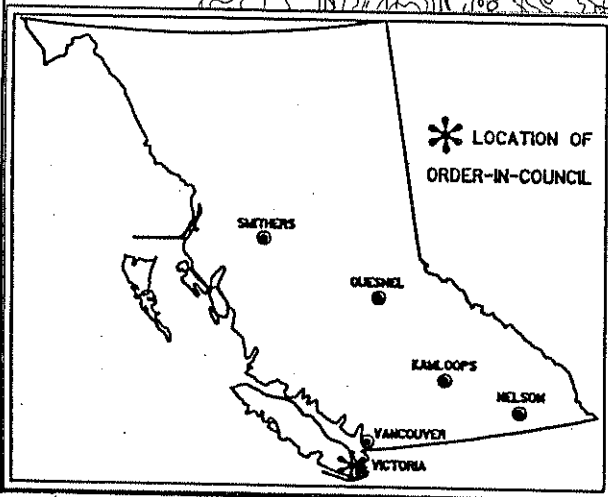 LOCATION OF
ORDER-IN-COUNCIL
SMITHERS
QUESNEL
KAMLOOPS
NELSON
VANCOUVER
VICTORIA